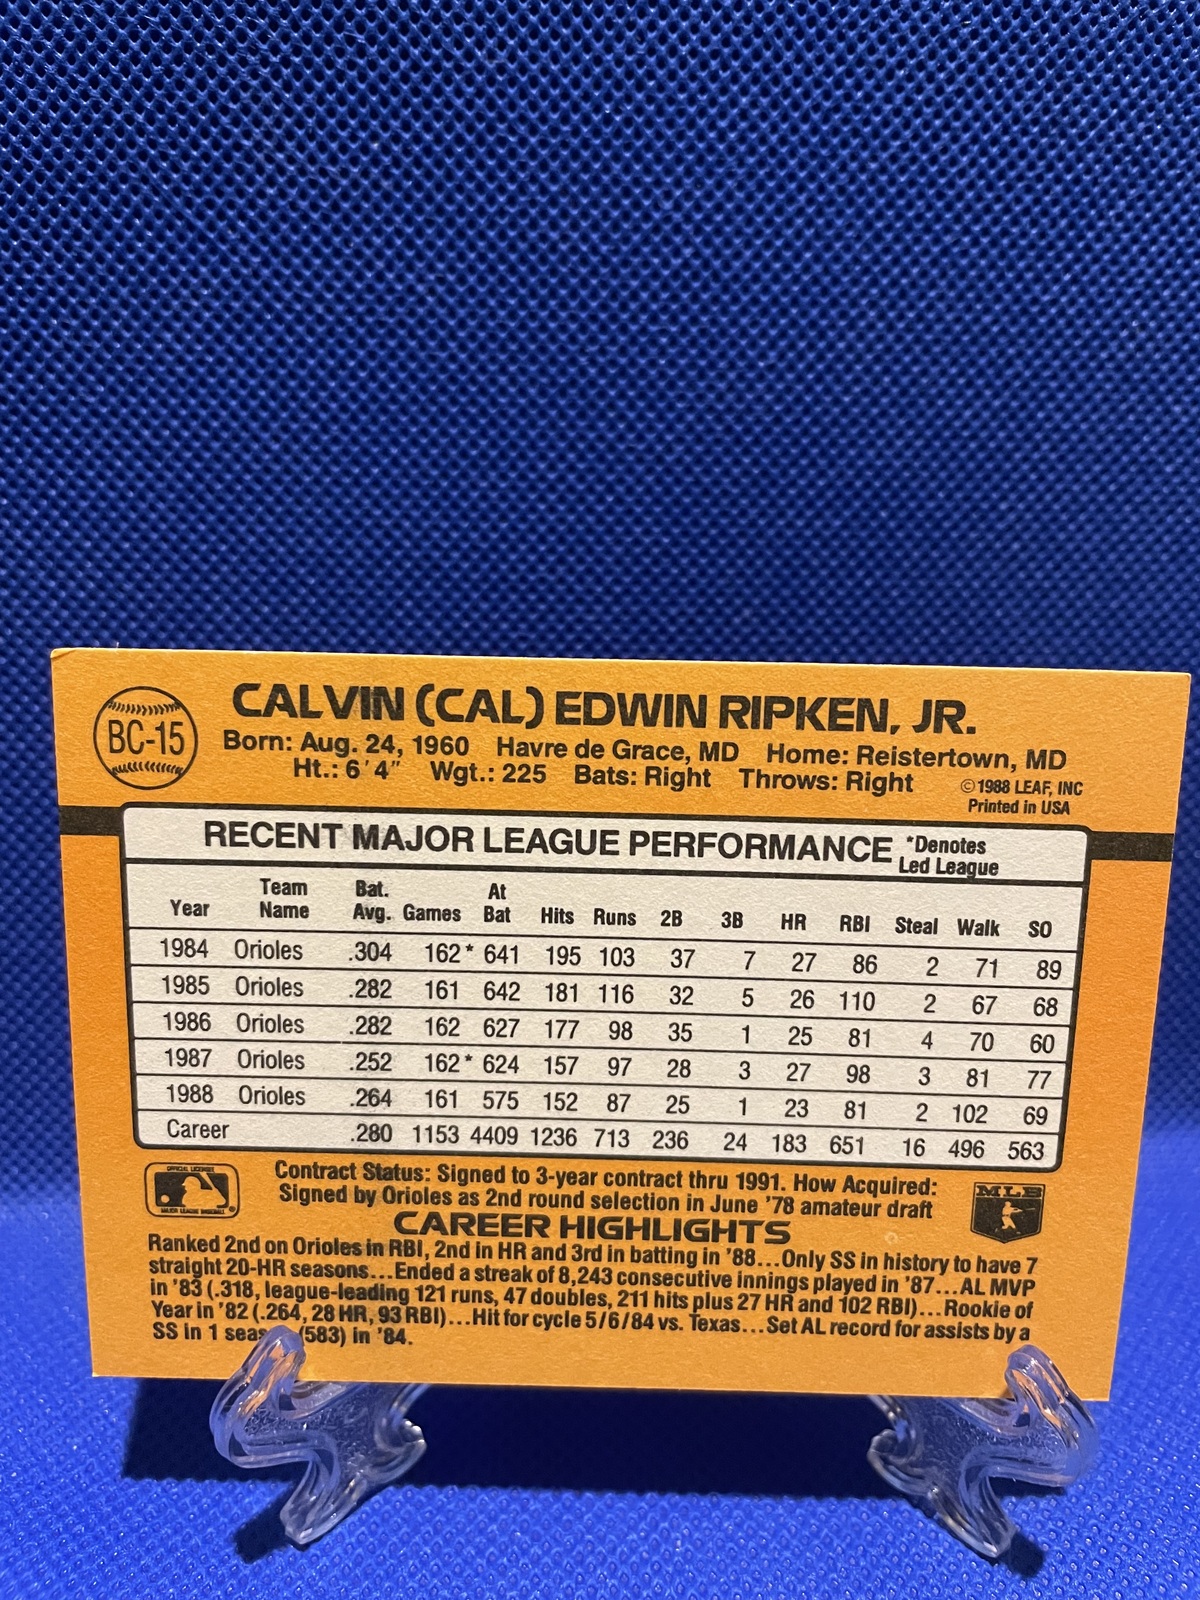 BC-15
CALVIN (CAL) EDWIN RIPKEN, JR.
Born: Aug. 24, 1960 Havre de Grace, MD Home: Reistertown, MD
Ht.: 6'4" Wgt.: 225 Bats: Right Throws: Right
©1988 LEAF, INC
Printed in USA
RECENT MAJOR LEAGUE PERFORMANCE
*Denotes
Led League
Year Team Name Bat. Avg. Games At Bat Hits Runs 2B 3B HR RBI Steal Walk SO
1984 Orioles .304 162* 641 195 103 37 7 27 86 2 71 89
1985 Orioles .282 161 642 181 116 32 5 26 110 2 67 68
1986 Orioles .282 162 627 177 98 35 1 25 81 4 70 60
1987 Orioles .252 162* 624 157 97 28 3 27 98 3 81 77
1988 Orioles .264 161 575 152 87 25 1 23 81 2 102 69
Career .280 1153 4409 1236 713 236 24 183 651 16 496 563
OFFICIAL LICENSEE
MAJOR LEAGUE BASEBALL
Contract Status: Signed to 3-year contract thru 1991. How Acquired:
Signed by Orioles as 2nd round selection in June '78 amateur draft
MLB
CAREER HIGHLIGHTS
Ranked 2nd on Orioles in RBI, 2nd in HR and 3rd in batting in '88...Only SS in history to have 7
straight 20-HR seasons...Ended a streak of 8,243 consecutive innings played in '87...AL MVP
in '83 (.318, league-leading 121 runs, 47 doubles, 211 hits plus 27 HR and 102 RBI)...Rookie of
Year in '82 (.264, 28 HR, 93 RBI)...Hit for cycle 5/6/84 vs. Texas...Set AL record for assists by a
SS in 1 (583) in '84.